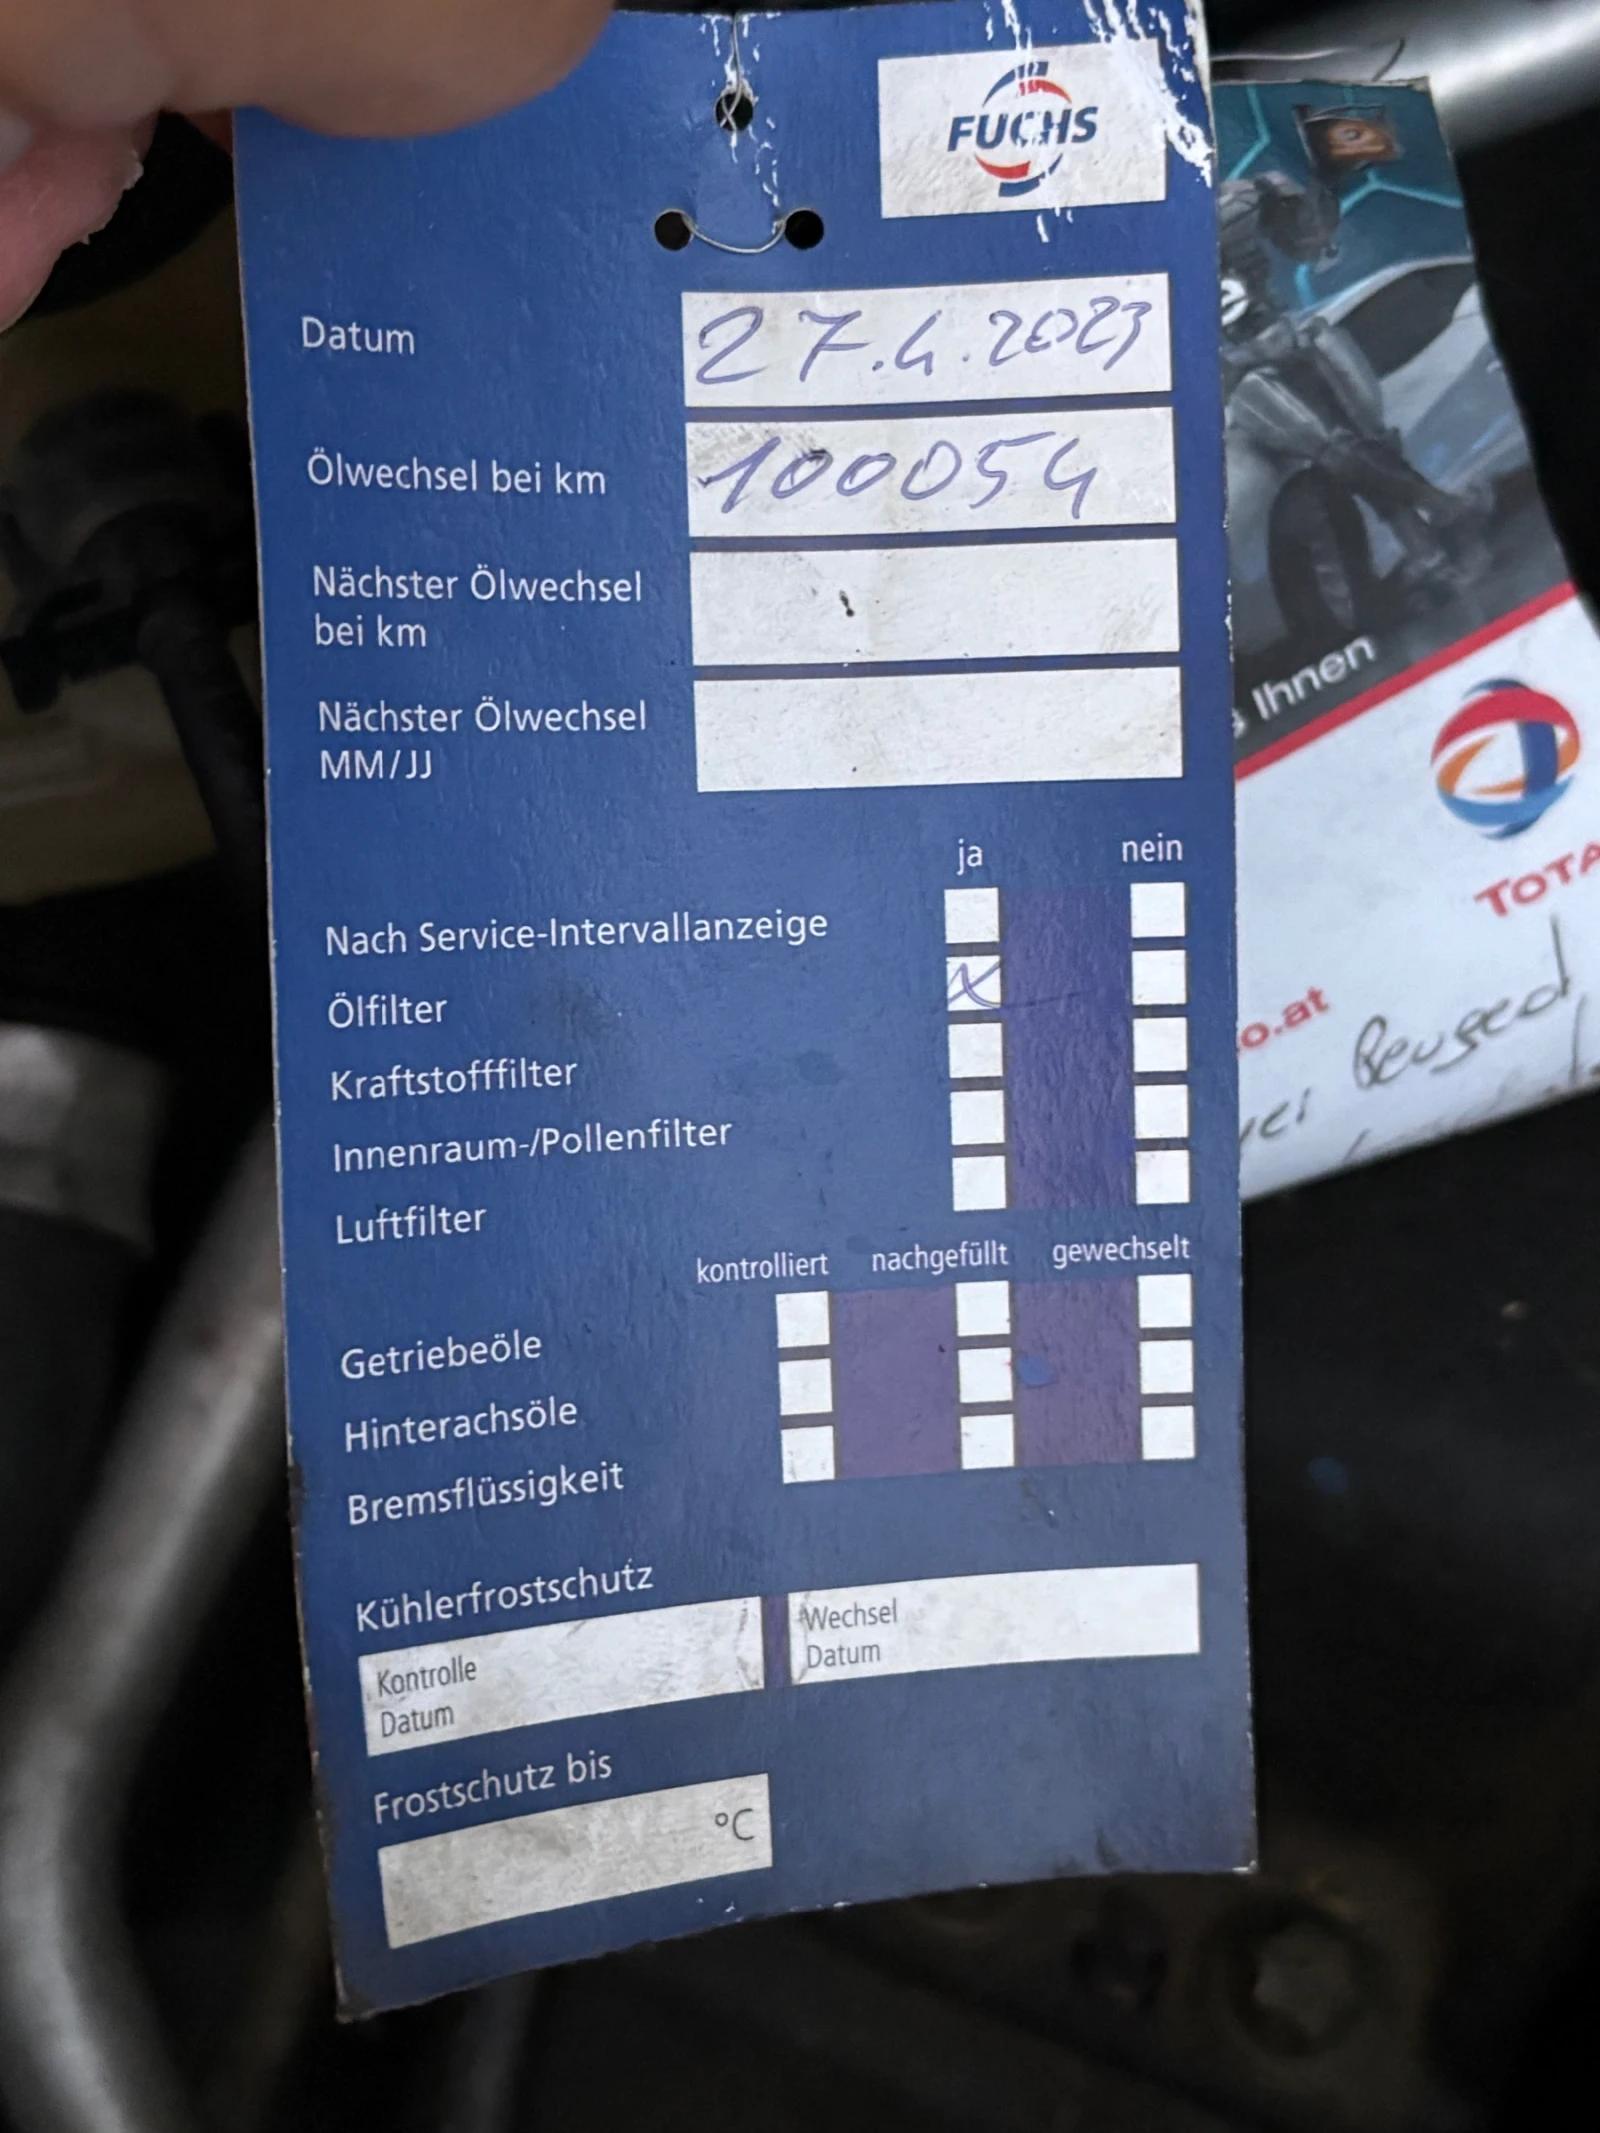 FUCHS
Datum 27.4.2023
Ölwechsel bei km 100054
Nächster Ölwechsel
bei km
Nächster Ölwechsel
MM/JJ
ja nein
Nach Service-Intervallanzeige
Ölfilter x
Kraftstofffilter
Innenraum-/Pollenfilter
Luftfilter
kontrolliert nachgefüllt gewechselt
Getriebeöle
Hinterachsöle
Bremsflüssigkeit
Kühlerfrostschutz
Kontrolle
Datum
Wechsel
Datum
Frostschutz bis
°C
Ihnen
TOTA
o.at
Peugeot